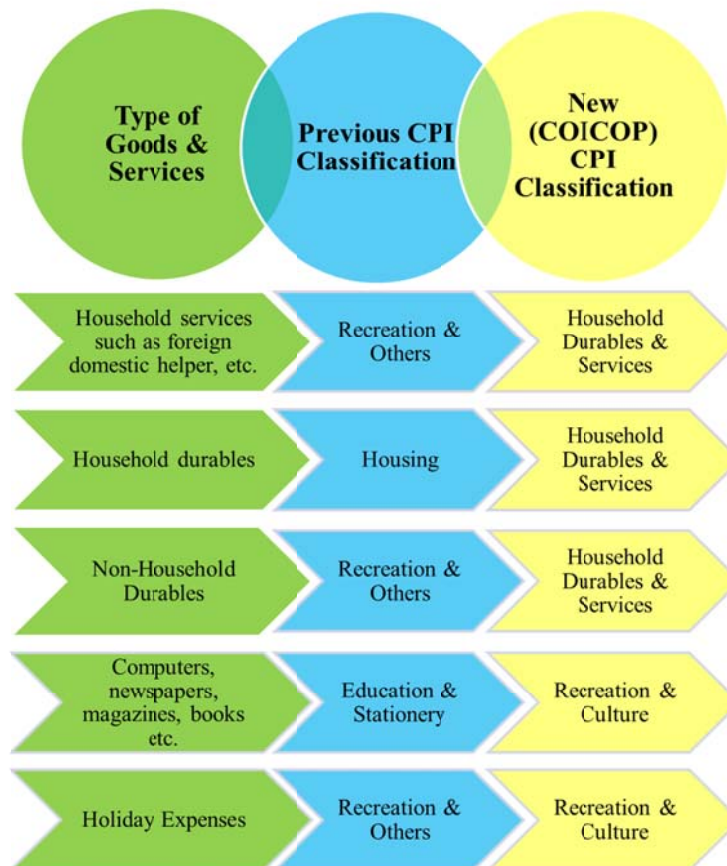 Type of
Goods &
Services
Previous CPI
Classification
New
(COICOP)
CPI
Classification
Household services
such as foreign
domestic helper, etc.
Recreation &
Others
Household
Durables &
Services
Household durables
Housing
Household
Durables &
Services
Non-Household
Durables
Recreation &
Others
Household
Durables &
Services
Computers,
newspapers,
magazines, books
etc.
Education &
Stationery
Recreation &
Culture
Holiday Expenses
Recreation &
Others
Recreation &
Culture